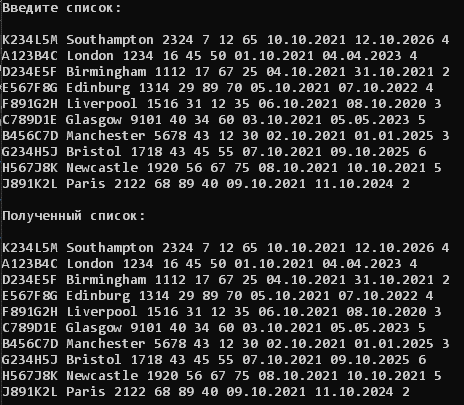 Введите список:
K234L5M Southampton 2324 7 12 65 10.10.2021 12.10.2026 4
A123B4C London 1234 16 45 50 01.10.2021 04.04.2023 4
D234E5F Birmingham 1112 17 67 25 04.10.2021 31.10.2021 2
E567F8G Edinburg 1314 29 89 70 05.10.2021 07.10.2022 4
F891G2H Liverpool 1516 31 12 35 06.10.2021 08.10.2020 3
C789D1E Glasgow 9101 40 34 60 03.10.2021 05.05.2023 5
B456C7D Manchester 5678 43 12 30 02.10.2021 01.01.2025 3
G234H5J Bristol 1718 43 45 55 07.10.2021 09.10.2025 6
H567J8K Newcastle 1920 56 67 75 08.10.2021 10.10.2021 5
J891K2L Paris 2122 68 89 40 09.10.2021 11.10.2024 2
Полученный список:
K234L5M Southampton 2324 7 12 65 10.10.2021 12.10.2026 4
A123B4C London 1234 16 45 50 01.10.2021 04.04.2023 4
D234E5F Birmingham 1112 17 67 25 04.10.2021 31.10.2021 2
E567F8G Edinburg 1314 29 89 70 05.10.2021 07.10.2022 4
F891G2H Liverpool 1516 31 12 35 06.10.2021 08.10.2020 3
C789D1E Glasgow 9101 40 34 60 03.10.2021 05.05.2023 5
B456C7D Manchester 5678 43 12 30 02.10.2021 01.01.2025 3
G234H5J Bristol 1718 43 45 55 07.10.2021 09.10.2025 6
H567J8K Newcastle 1920 56 67 75 08.10.2021 10.10.2021 5
J891K2L Paris 2122 68 89 40 09.10.2021 11.10.2024 2